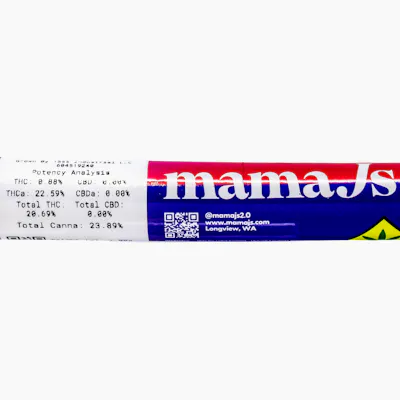 Potency Analysis
THC: 0.88% CBD: 0.00%
THCa: 22.59% CBDa: 0.00%
Total THC: Total CBD:
20.69% 0.00%
Total Canna: 23.89%
mamaJs
@mamajs2.0
www.mamajs.com
Longview, WA